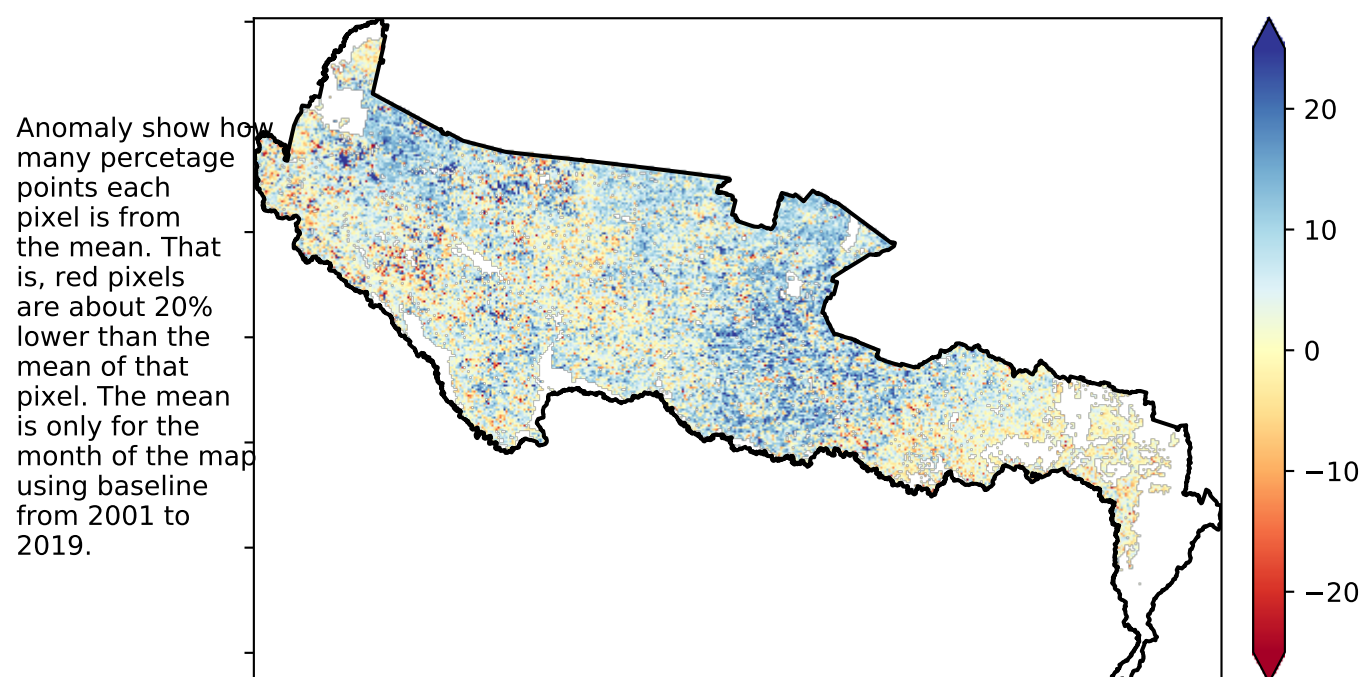 Anomaly show how
many percetage
points each
pixel is from
the mean. That
is, red pixels
are about 20%
lower than the
mean of that
pixel. The mean
is only for the
month of the map
using baseline
from 2001 to
2019.
20
10
0
−10
−20